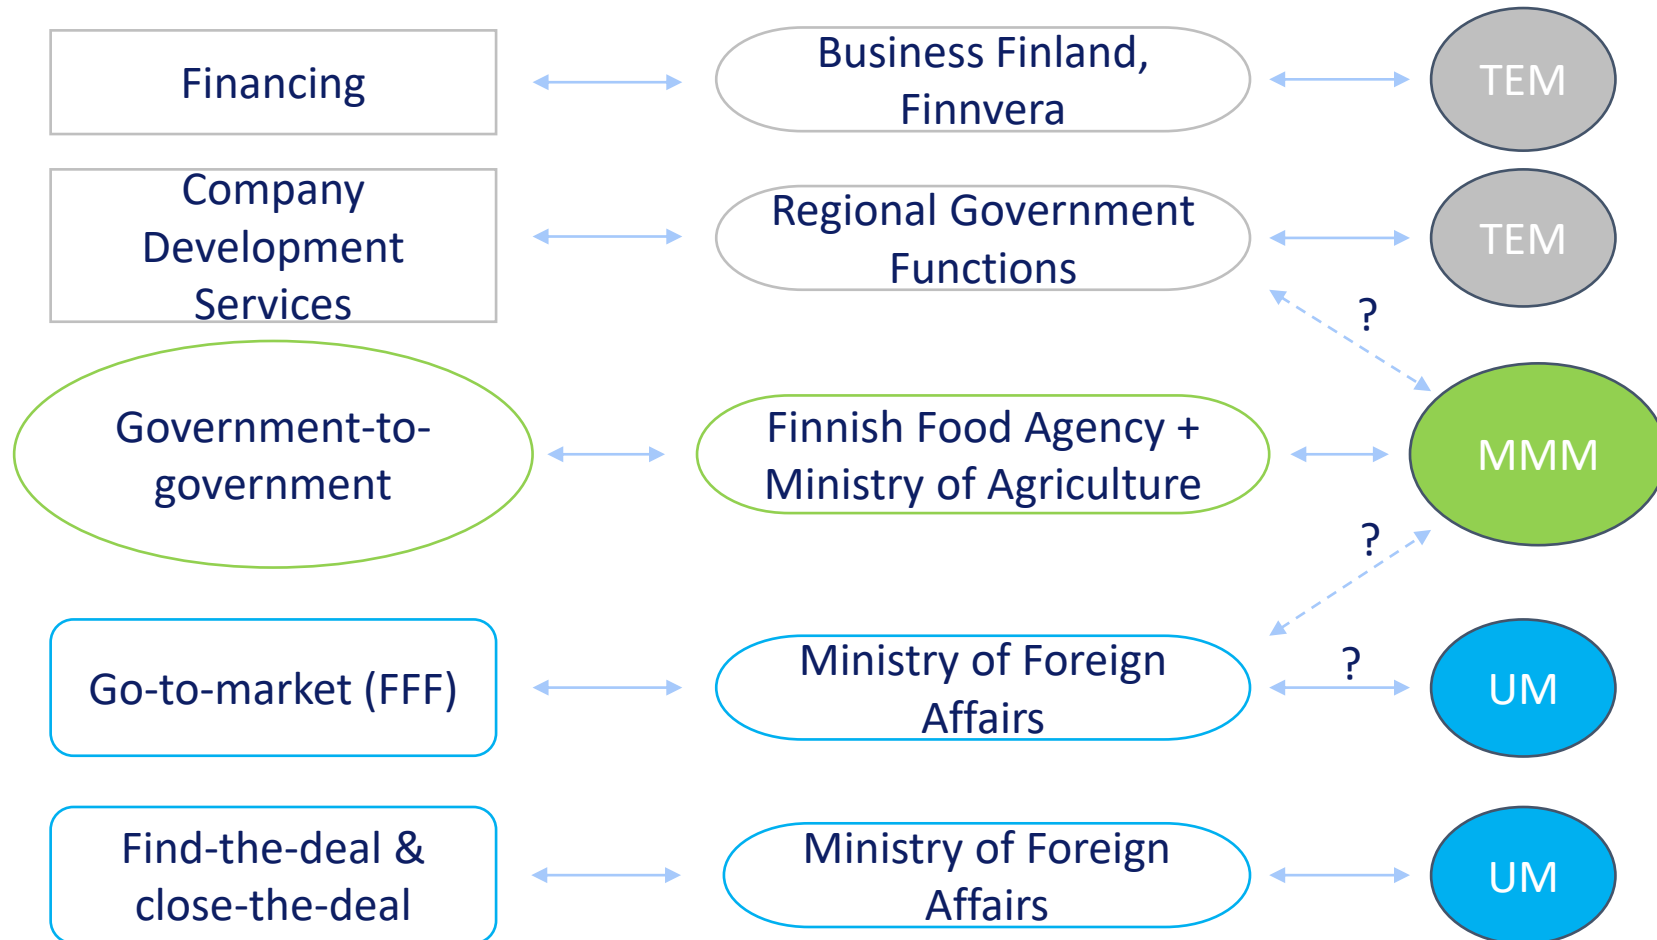 Financing
Business Finland,
Finnvera
TEM
Company
Development
Services
Regional Government
Functions
TEM
?
Government-to-
government
Finnish Food Agency +
Ministry of Agriculture
MMM
?
Go-to-market (FFF)
Ministry of Foreign
Affairs
?
UM
Find-the-deal &
close-the-deal
Ministry of Foreign
Affairs
UM